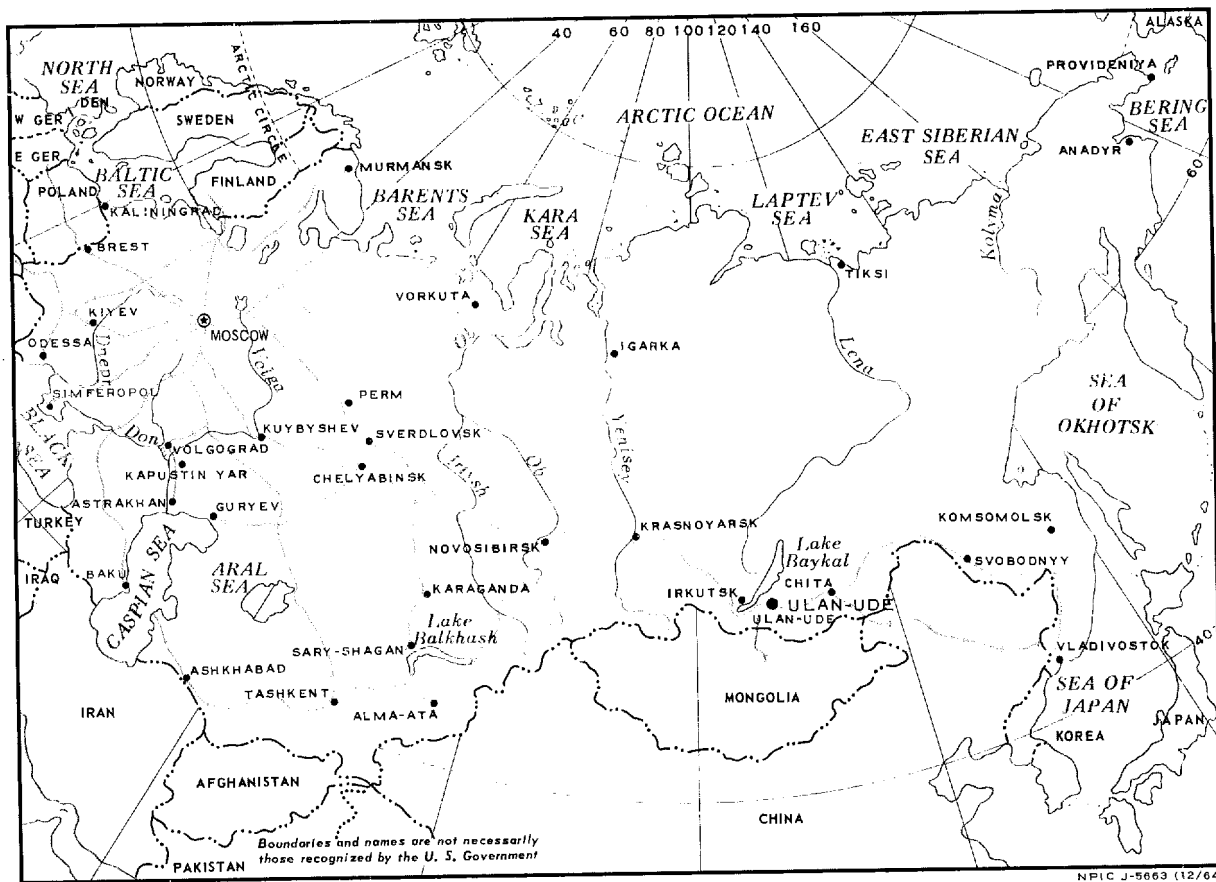 40 60 80 100 120 140 160
ALASKA
PROVIDENIYA
NORTH
SEA
NORWAY
ARCTIC CIRCLE
DEN
W GER
SWEDEN
ARCTIC OCEAN
BERING
SEA
EAST SIBERIAN
SEA
ANADYR
E GER
MURMANSK
60
BALTIC
SEA
FINLAND
POLAND
KALININGRAD
BARENTS
SEA
KARA
SEA
LAPTEV
SEA
Kolyma
BREST
TIKSI
VORKUTA
KIYEV
MOSCOW
ODESSA
Dnepr
Volga
IGARKA
Lena
SIMFEROPOL
PERM
SEA
OF
OKHOTSK
BLACK
SEA
Don
VOLGOGRAD
KUYBYSHEV
SVERDLOVSK
KAPUSTIN YAR
CHELYABINSK
Irtysh
Ob
Yenisey
ASTRAKHAN
GURYEV
TURKEY
KRASNOYARSK
KOMSOMOLSK
NOVOSIBIRSK
Lake
Baykal
SVOBODNYY
IRAQ
BAKU
CASPIAN SEA
ARAL
SEA
KARAGANDA
IRKUTSK
CHITA
ULAN-UDE
ULAN-UDE
Lake
Balkhash
SARY-SHAGAN
40
VLADIVOSTOK
ASHKHABAD
TASHKENT
ALMA-ATA
MONGOLIA
SEA OF
JAPAN
IRAN
JAPAN
KOREA
AFGHANISTAN
CHINA
Boundaries and names are not necessarily
those recognized by the U. S. Government
PAKISTAN
NPIC J-5663 (12/64)